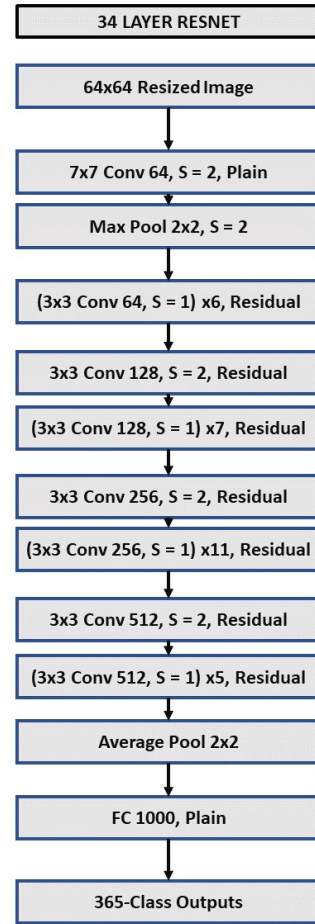 34 LAYER RESNET
64x64 Resized Image
7x7 Conv 64, S = 2, Plain
Max Pool 2x2, S = 2
(3x3 Conv 64, S = 1) x6, Residual
3x3 Conv 128, S = 2, Residual
(3x3 Conv 128, S = 1) x7, Residual
3x3 Conv 256, S = 2, Residual
(3x3 Conv 256, S = 1) x11, Residual
3x3 Conv 512, S = 2, Residual
(3x3 Conv 512, S = 1) x5, Residual
Average Pool 2x2
FC 1000, Plain
365-Class Outputs